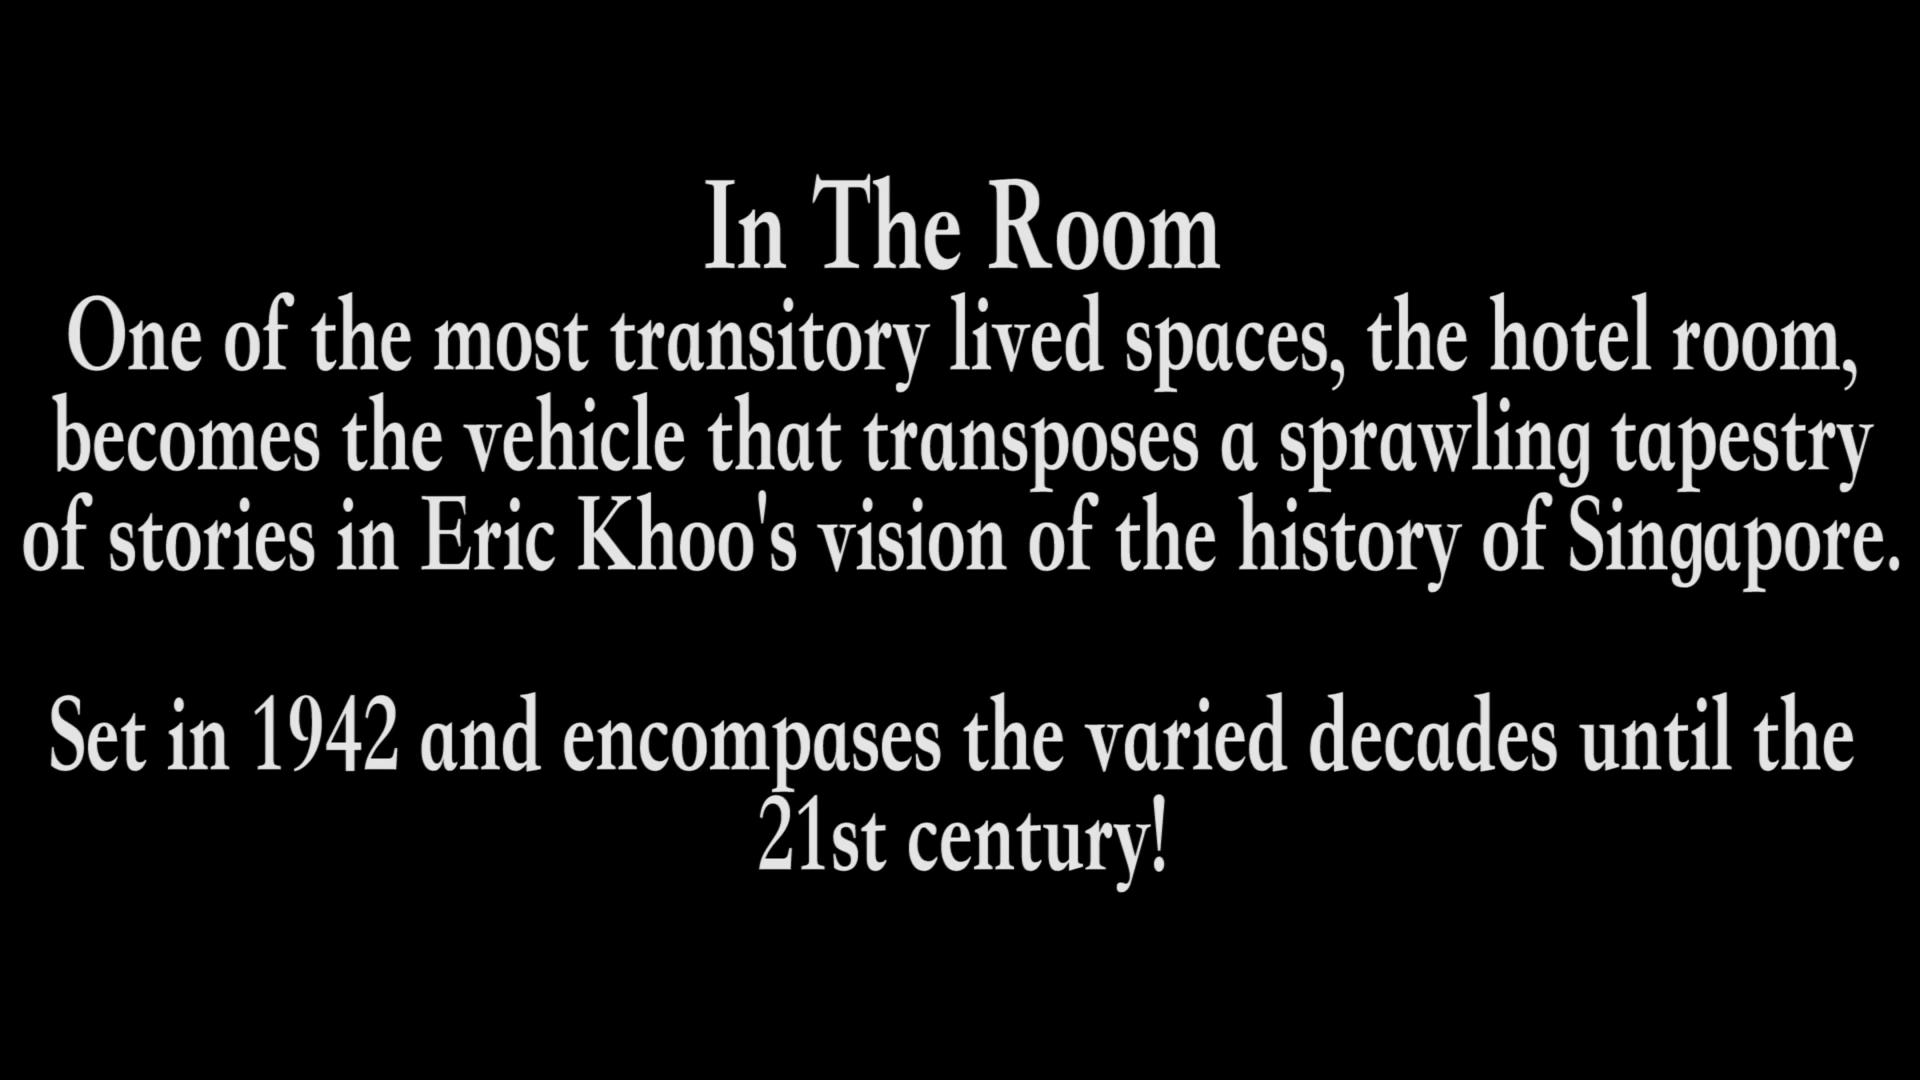 In The Room
One of the most transitory lived spaces, the hotel room,
becomes the vehicle that transposes a sprawling tapestry
of stories in Eric Khoo's vision of the history of Singapore.
Set in 1942 and encompases the varied decades until the
21st century!